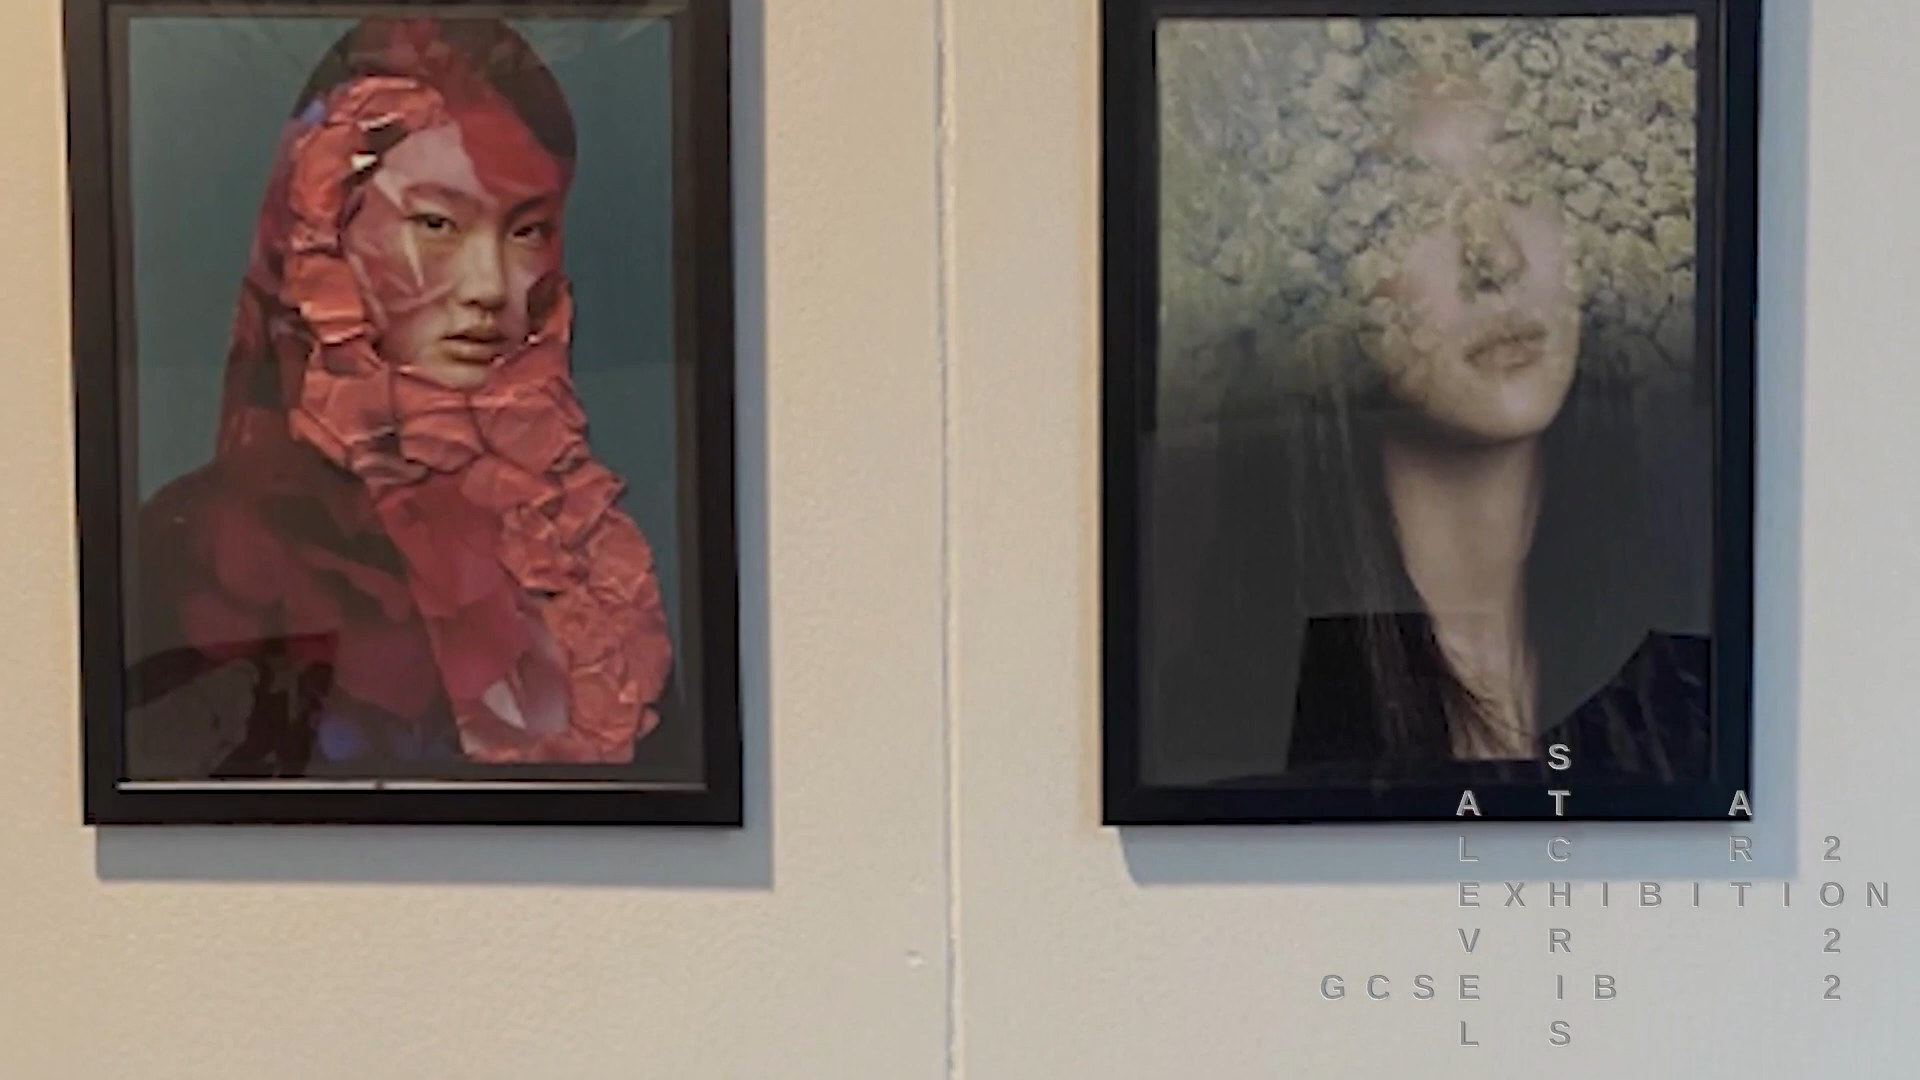 ST CHRIS
A LEVEL
ART
2022
EXHIBITION
GCSE
IB